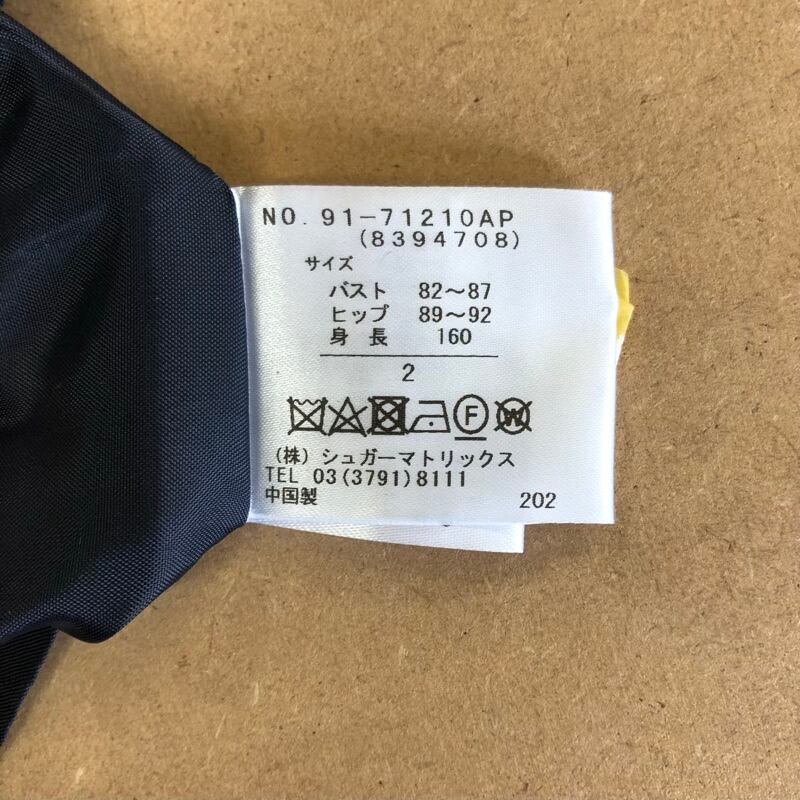 NO. 91-71210AP
(8394708)
サイズ
バスト 82〜87
ヒップ 89〜92
身長 160
2
F W
(株) シュガーマトリックス
TEL 03(3791)8111
中国製 202